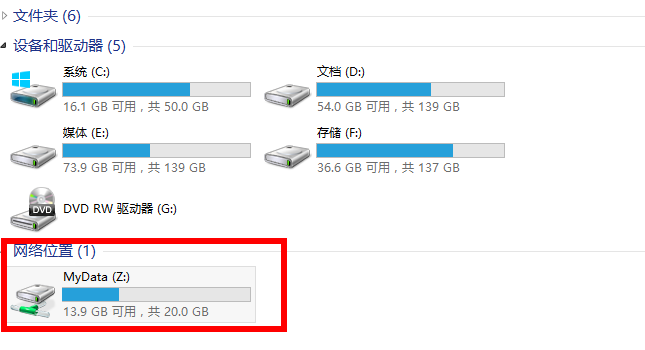 文件夹 (6)
设备和驱动器 (5)
系统 (C:)
16.1 GB 可用，共 50.0 GB
文档 (D:)
54.0 GB 可用，共 139 GB
媒体 (E:)
73.9 GB 可用，共 139 GB
存储 (F:)
36.6 GB 可用，共 137 GB
DVD
DVD RW 驱动器 (G:)
网络位置 (1)
MyData (Z:)
13.9 GB 可用，共 20.0 GB